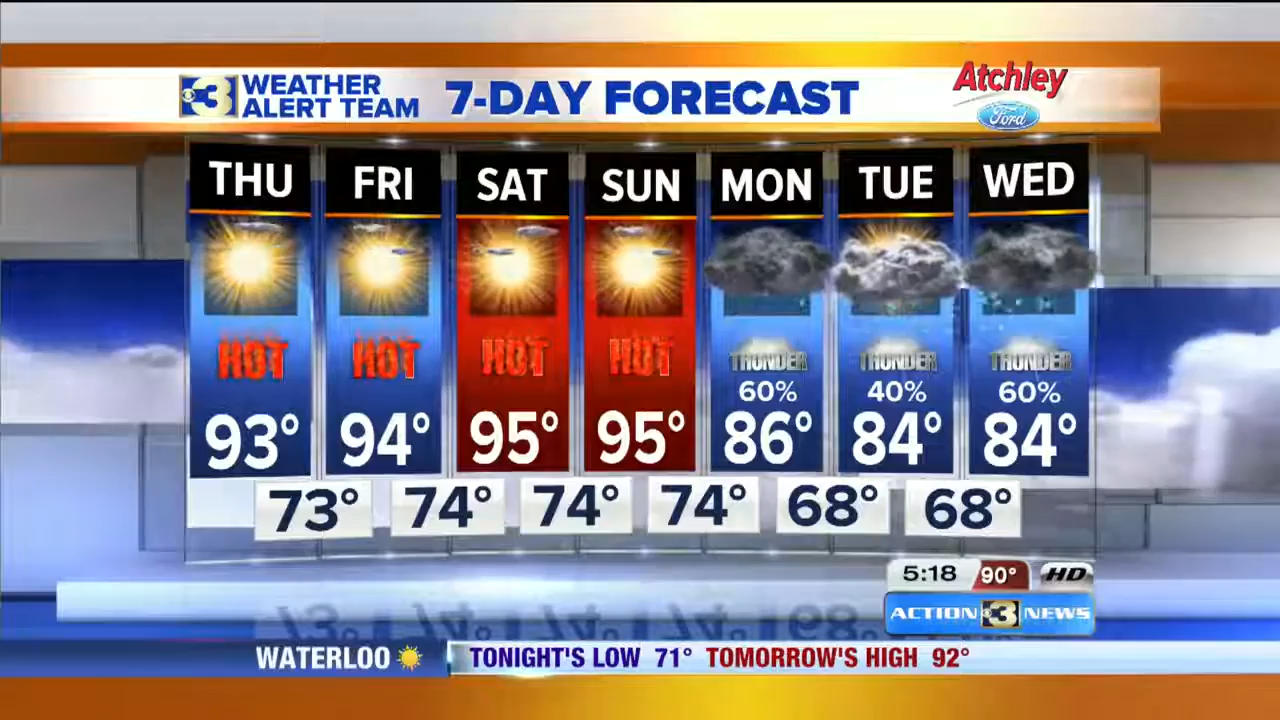 3 WEATHER ALERT TEAM
7-DAY FORECAST
Atchley
Ford
THU FRI SAT SUN MON TUE WED
HOT HOT HOT HOT THUNDER THUNDER THUNDER
60% 40% 60%
93° 94° 95° 95° 86° 84° 84°
73° 74° 74° 74° 68° 68°
5:18 90° HD
ACTION 3 NEWS
WATERLOO TONIGHT'S LOW 71° TOMORROW'S HIGH 92°